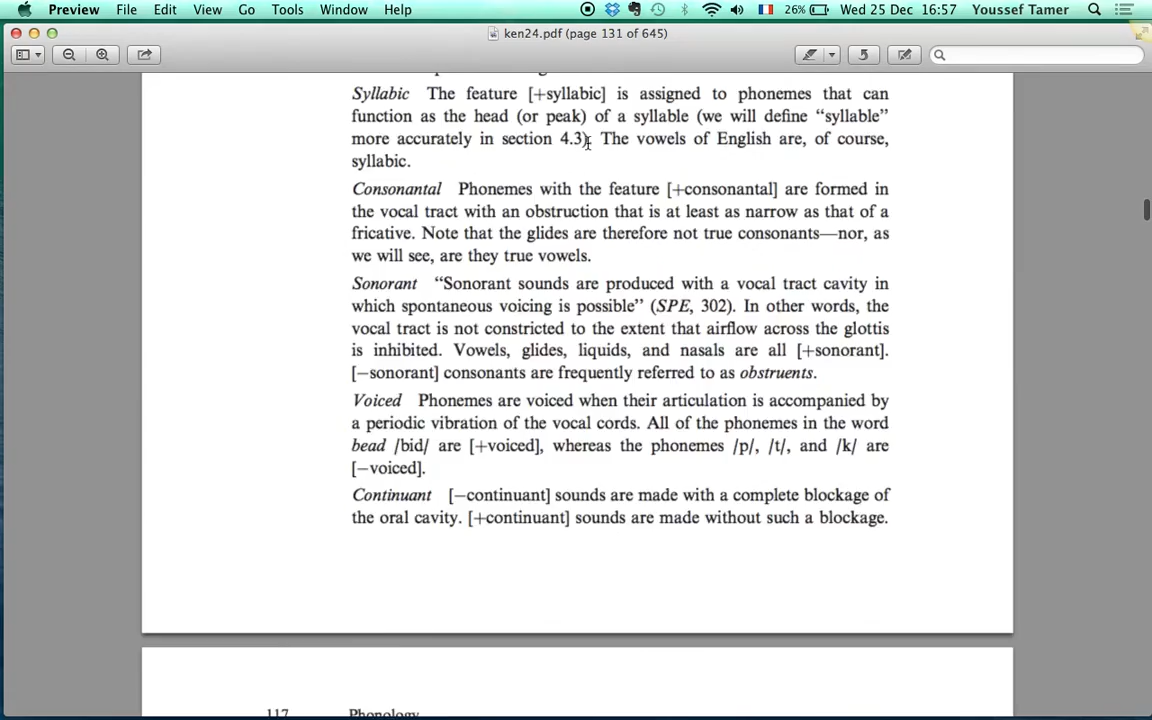 Preview File Edit View Go Tools Window Help 26% Wed 25 Dec 16:57 Youssef Tamer
ken24.pdf (page 131 of 645)
Syllabic The feature [+syllabic] is assigned to phonemes that can
function as the head (or peak) of a syllable (we will define “syllable”
more accurately in section 4.3). The vowels of English are, of course,
syllabic.
Consonantal Phonemes with the feature [+consonantal] are formed in
the vocal tract with an obstruction that is at least as narrow as that of a
fricative. Note that the glides are therefore not true consonants—nor, as
we will see, are they true vowels.
Sonorant “Sonorant sounds are produced with a vocal tract cavity in
which spontaneous voicing is possible” (SPE, 302). In other words, the
vocal tract is not constricted to the extent that airflow across the glottis
is inhibited. Vowels, glides, liquids, and nasals are all [+sonorant].
[−sonorant] consonants are frequently referred to as obstruents.
Voiced Phonemes are voiced when their articulation is accompanied by
a periodic vibration of the vocal cords. All of the phonemes in the word
bead /bid/ are [+voiced], whereas the phonemes /p/, /t/, and /k/ are
[−voiced].
Continuant [−continuant] sounds are made with a complete blockage of
the oral cavity. [+continuant] sounds are made without such a blockage.
117 Phonology